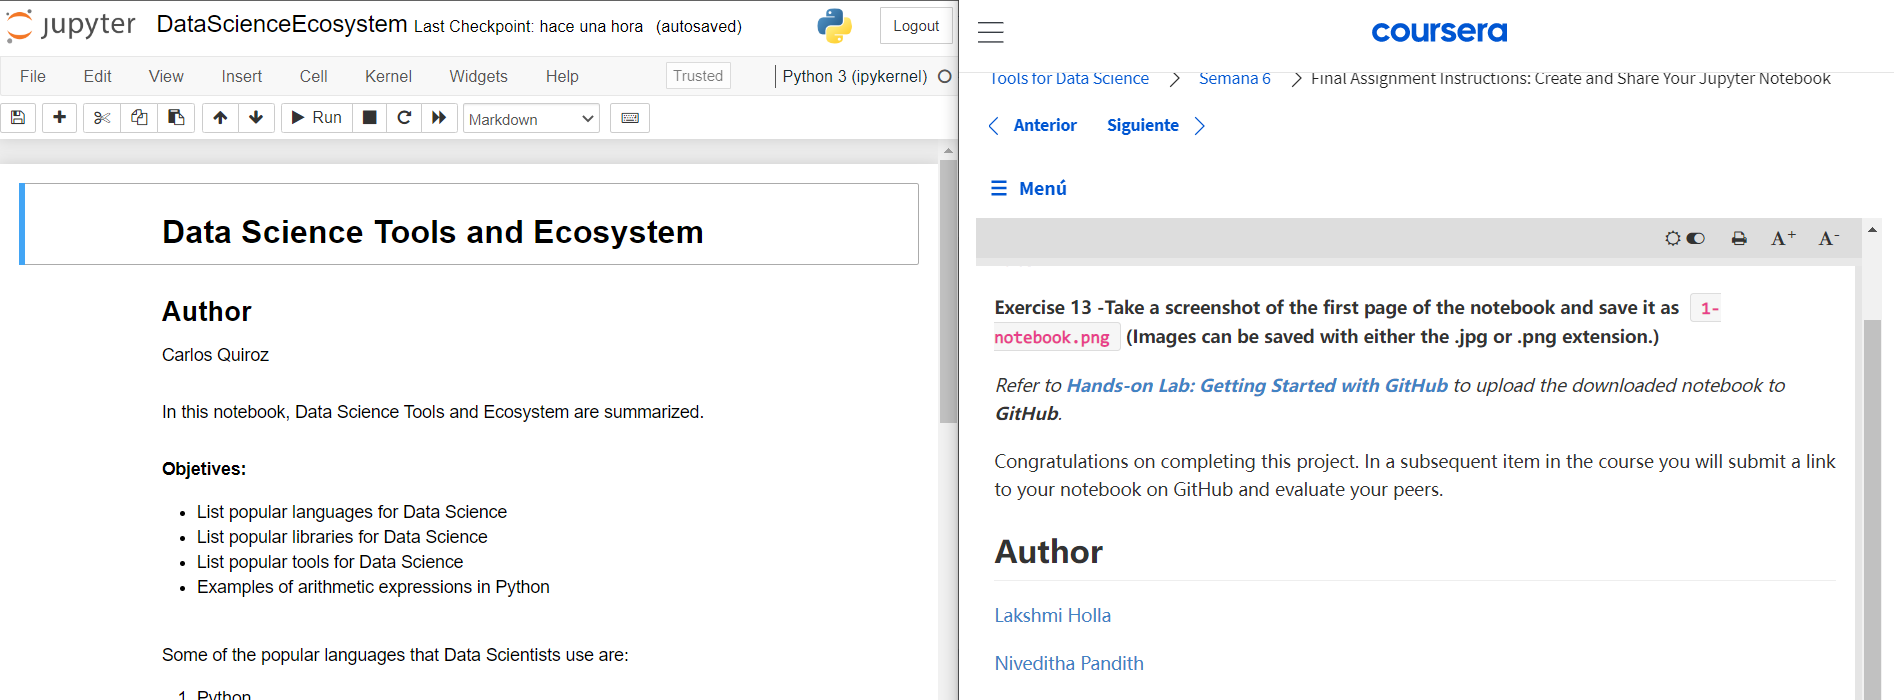 jupyter DataScienceEcosystem Last Checkpoint: hace una hora (autosaved) Logout
File Edit View Insert Cell Kernel Widgets Help Trusted Python 3 (ipykernel)
Run Markdown
Data Science Tools and Ecosystem
Author
Carlos Quiroz
In this notebook, Data Science Tools and Ecosystem are summarized.
Objetives:
• List popular languages for Data Science
• List popular libraries for Data Science
• List popular tools for Data Science
• Examples of arithmetic expressions in Python
Some of the popular languages that Data Scientists use are:
1. Python
coursera
Tools for Data Science > Semana 6 > Final Assignment Instructions: Create and Share Your Jupyter Notebook
< Anterior Siguiente >
Menú
A+ A-
Exercise 13 -Take a screenshot of the first page of the notebook and save it as 1-
notebook.png (Images can be saved with either the .jpg or .png extension.)
Refer to Hands-on Lab: Getting Started with GitHub to upload the downloaded notebook to
GitHub.
Congratulations on completing this project. In a subsequent item in the course you will submit a link
to your notebook on GitHub and evaluate your peers.
Author
Lakshmi Holla
Niveditha Pandith